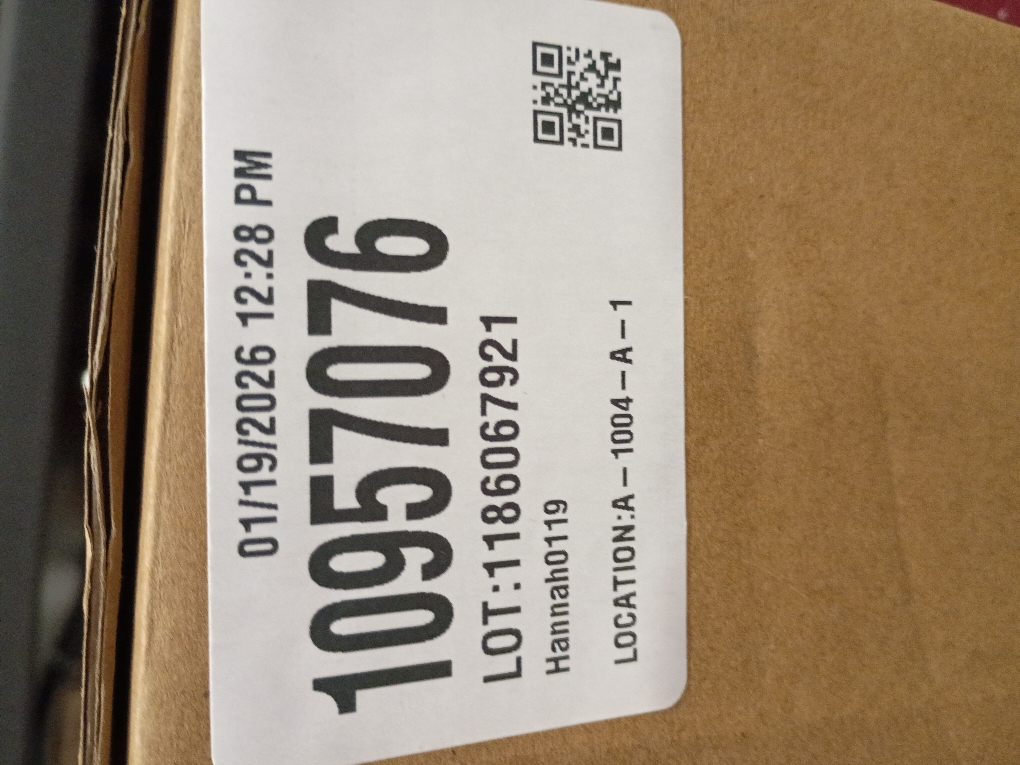 01/19/2026 12:28 PM
10957076
LOT:1186067921
Hannah0119
LOCATION:A-1004-A-1